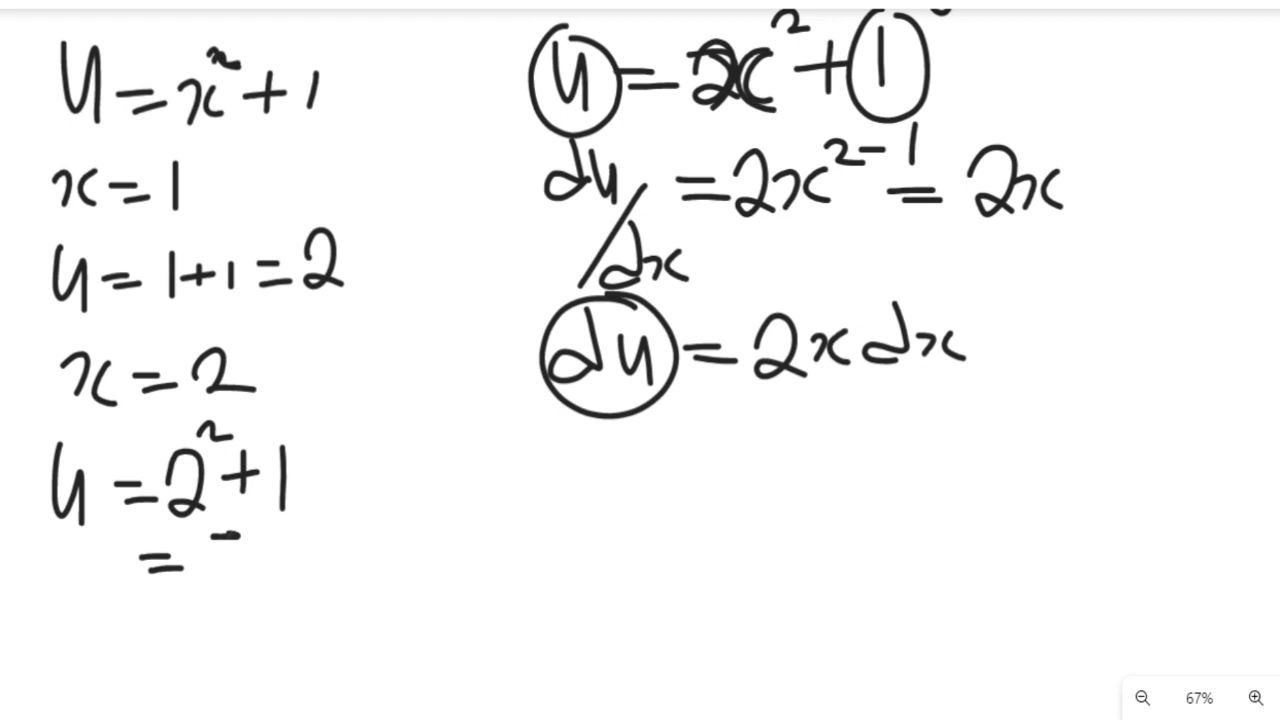 y = x² + 1
x = 1
y = 1+1 = 2
x = 2
y = 2² + 1
=
y = x² + 1
dy/dx = 2x²⁻¹ = 2x
dy = 2x dx
67%